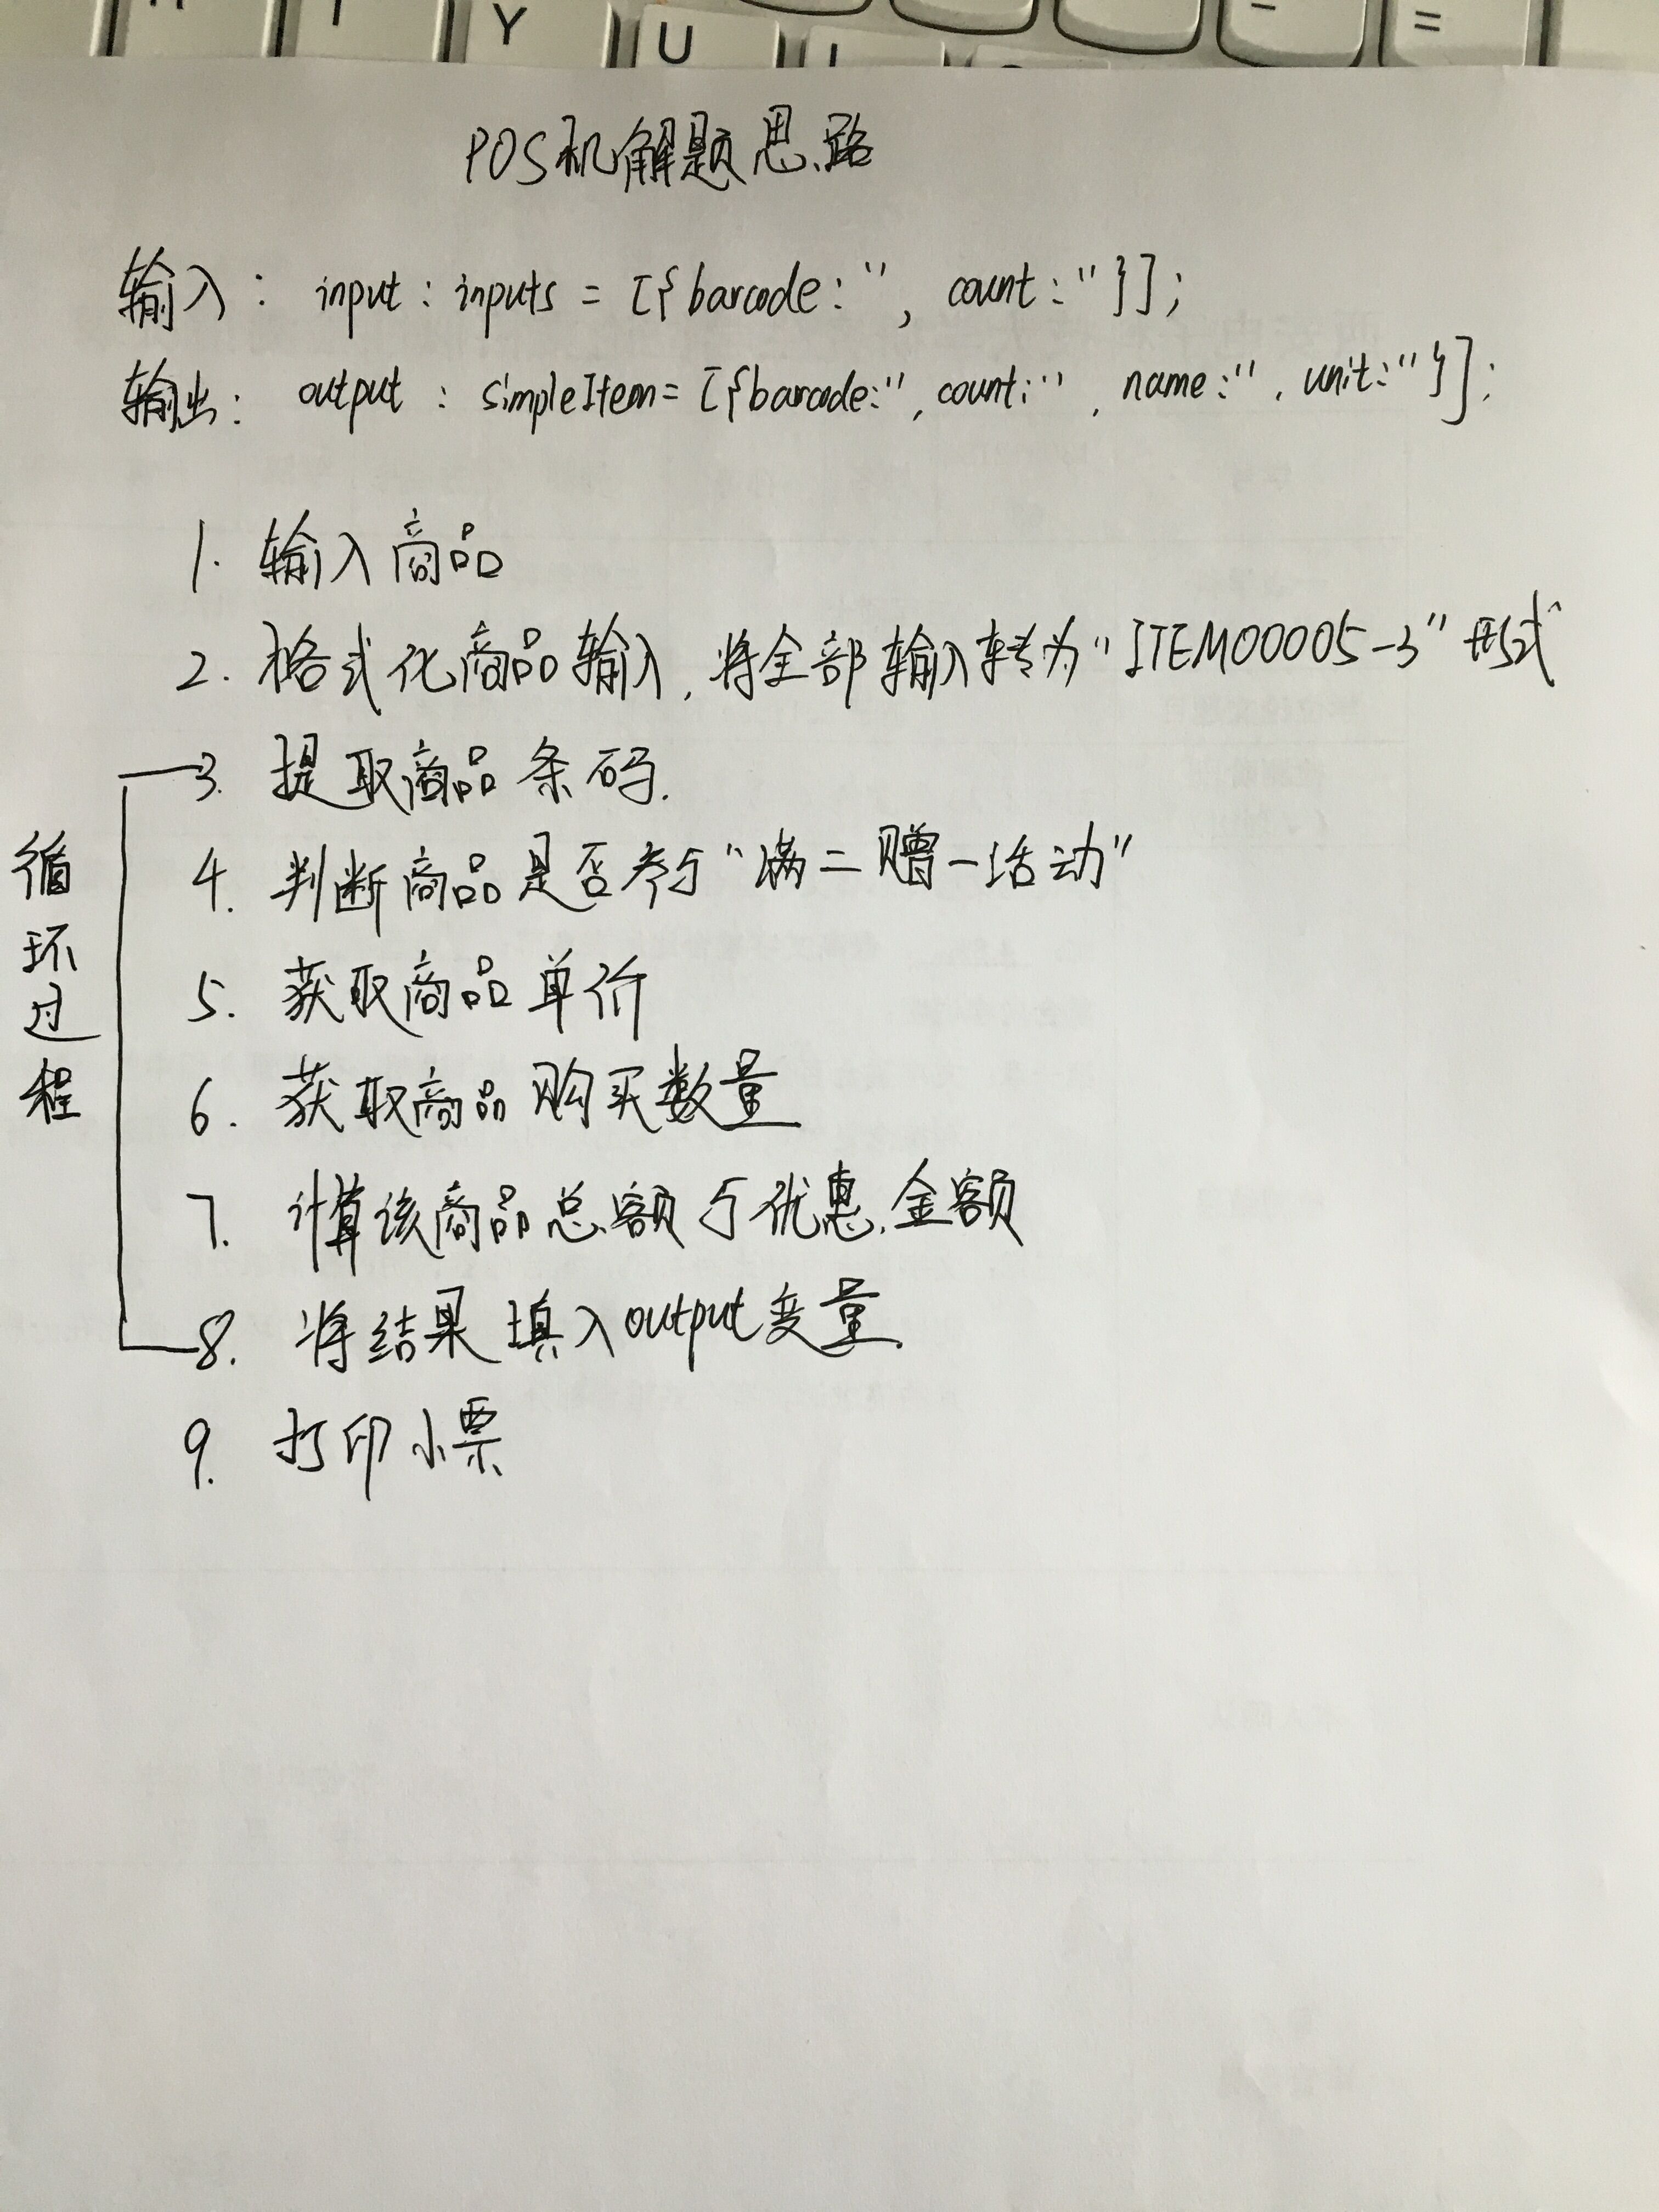 Y U - =
POS机解题思路
输入: input: inputs = [{barcode:'', count:''}];
输出: output: simpleItem= [{barcode:'', count:'', name:'', unit:''}];
1. 输入商品
2. 格式化商品输入, 将全部输入转为"ITEM00005-3"形式
3. 提取商品条码.
4. 判断商品是否参与"满二赠一活动"
5. 获取商品单价
6. 获取商品购买数量
7. 计算该商品总额与优惠金额
8. 将结果填入output变量.
9. 打印小票
循环过程